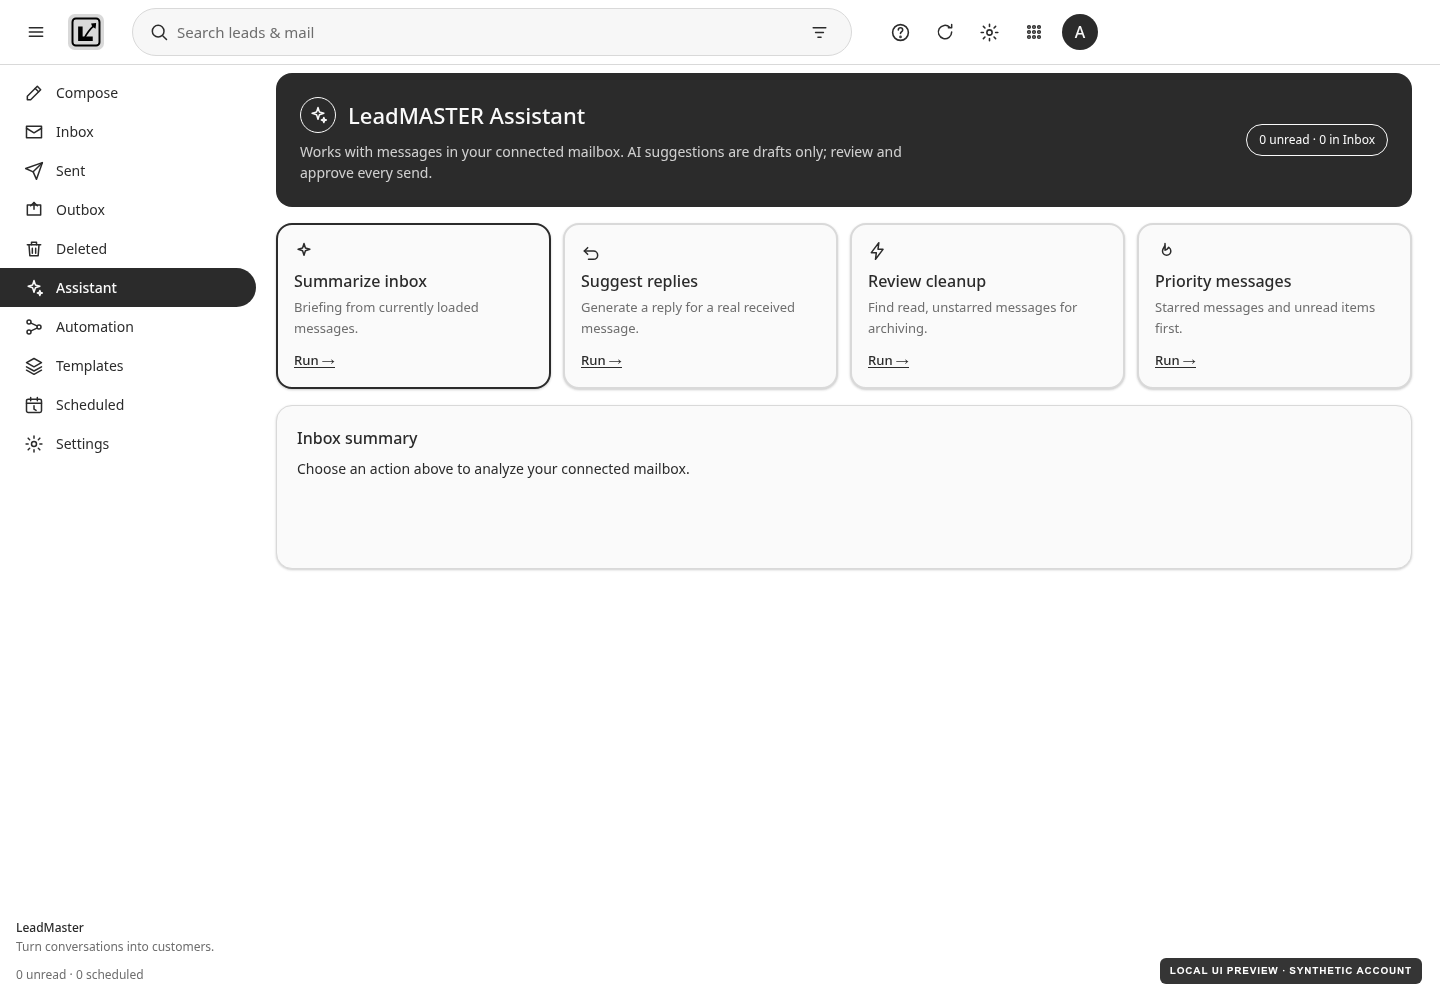 Search leads & mail
A
Compose
Inbox
Sent
Outbox
Deleted
Assistant
Automation
Templates
Scheduled
Settings
LeadMASTER Assistant
Works with messages in your connected mailbox. AI suggestions are drafts only; review and
approve every send.
0 unread · 0 in Inbox
Summarize inbox
Briefing from currently loaded
messages.
Run →
Suggest replies
Generate a reply for a real received
message.
Run →
Review cleanup
Find read, unstarred messages for
archiving.
Run →
Priority messages
Starred messages and unread items
first.
Run →
Inbox summary
Choose an action above to analyze your connected mailbox.
LeadMaster
Turn conversations into customers.
0 unread · 0 scheduled
LOCAL UI PREVIEW · SYNTHETIC ACCOUNT